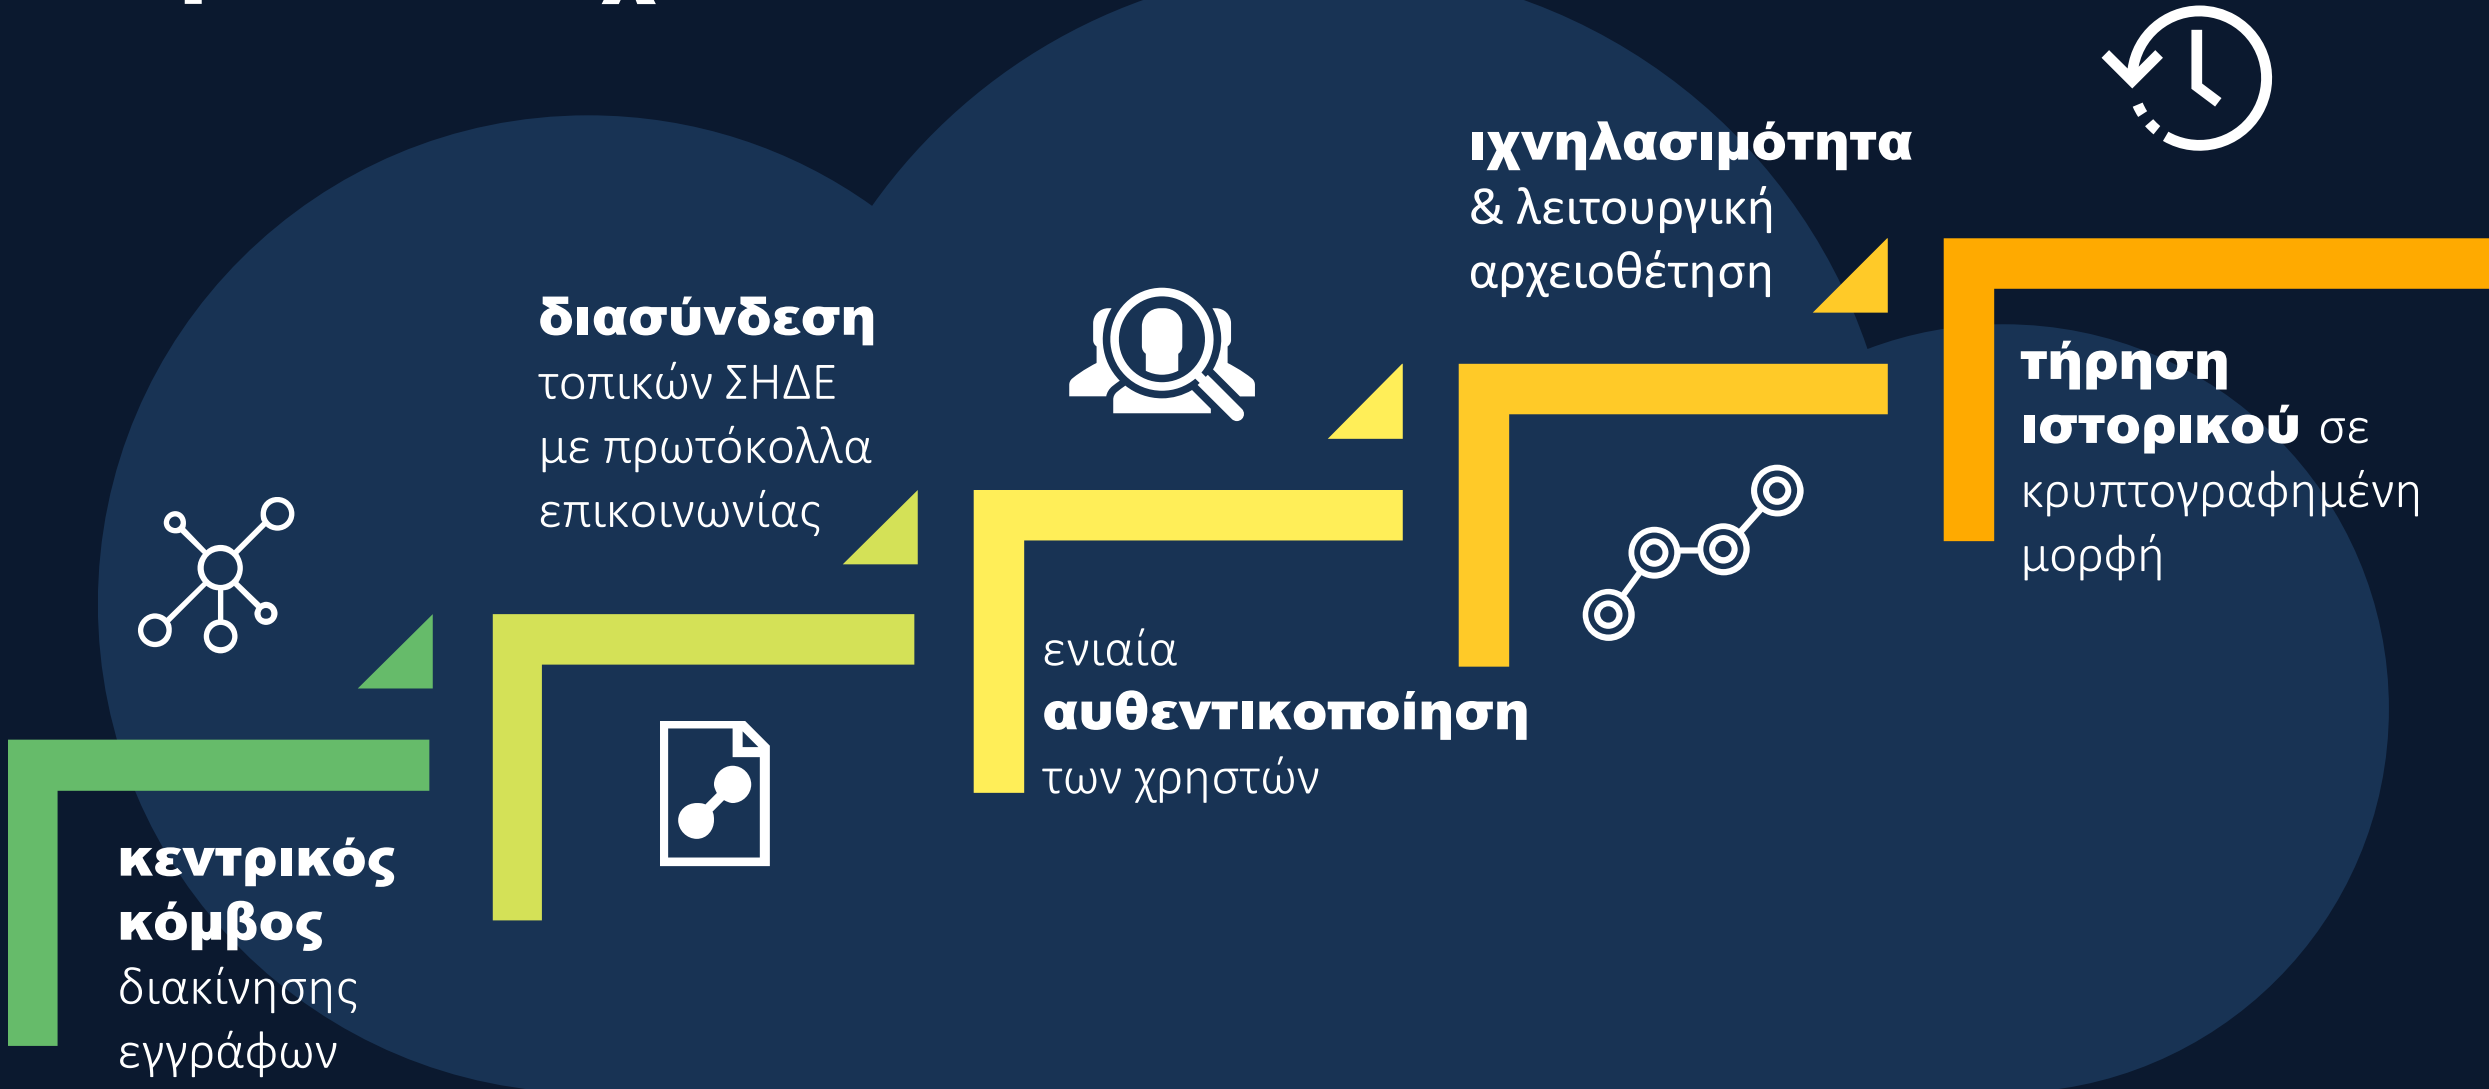 κεντρικός
κόμβος
διακίνησης
εγγράφων
διασύνδεση
τοπικών ΣΗΔΕ
με πρωτόκολλα
επικοινωνίας
ενιαία
αυθεντικοποίηση
των χρηστών
ιχνηλασιμότητα
& λειτουργική
αρχειοθέτηση
τήρηση
ιστορικού σε
κρυπτογραφημένη
μορφή